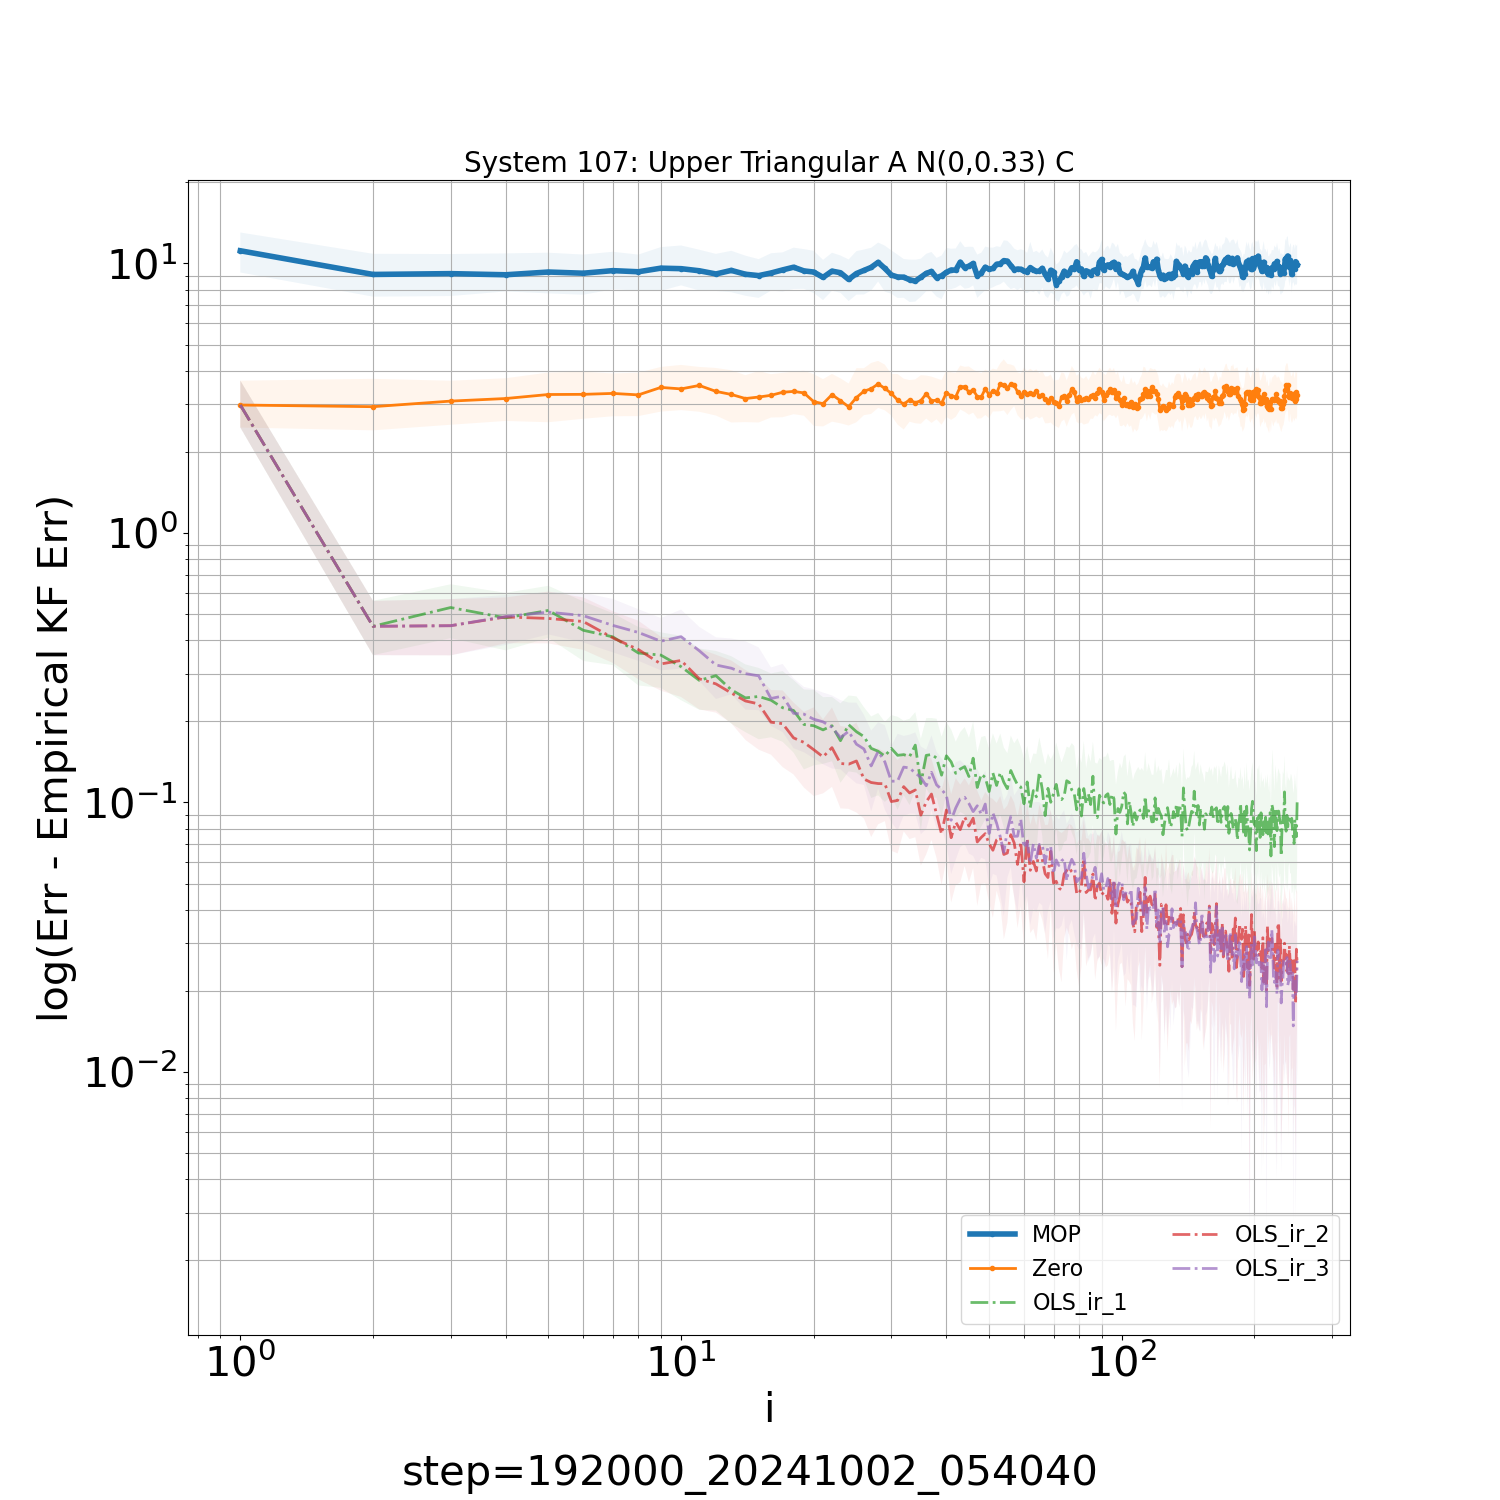 System 107: Upper Triangular A N(0,0.33) C
log(Err - Empirical KF Err)
10^1
10^0
10^-1
10^-2
MOP
Zero
OLS_ir_1
OLS_ir_2
OLS_ir_3
10^0 10^1 10^2
i
step=192000_20241002_054040